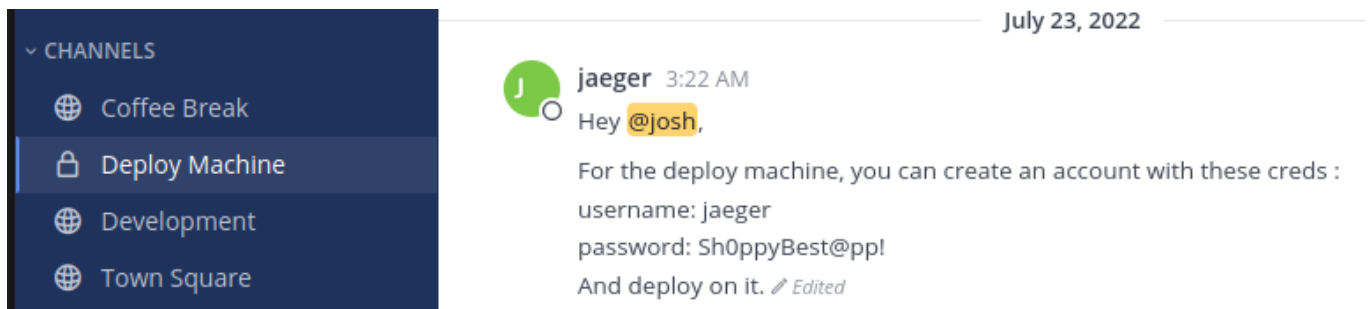 CHANNELS
Coffee Break
Deploy Machine
Development
Town Square
July 23, 2022
J
jaeger 3:22 AM
Hey @josh,
For the deploy machine, you can create an account with these creds :
username: jaeger
password: Sh0ppyBest@pp!
And deploy on it. Edited